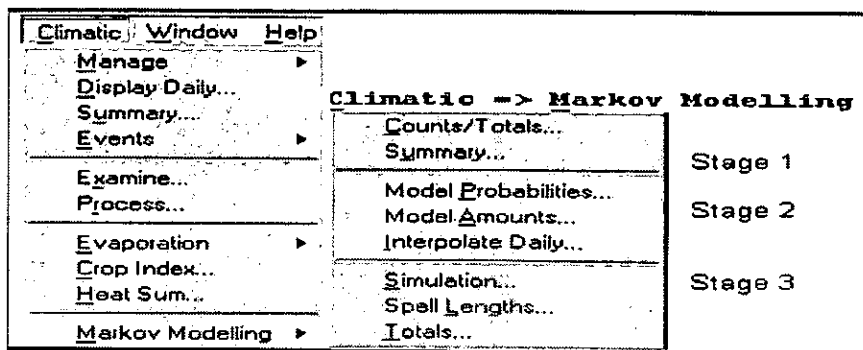 Climatic Window Help
Manage
Display Daily...
Summary....
Events
Examine...
Process...
Evaporation
Crop Index...
Heat Sum...
Markov Modelling
Climatic => Markov Modelling
Counts/Totals...
Summary...
Model Probabilities...
Model Amounts...
Interpolate Daily...
Simulation...
Spell Lengths...
Totals...
Stage 1
Stage 2
Stage 3